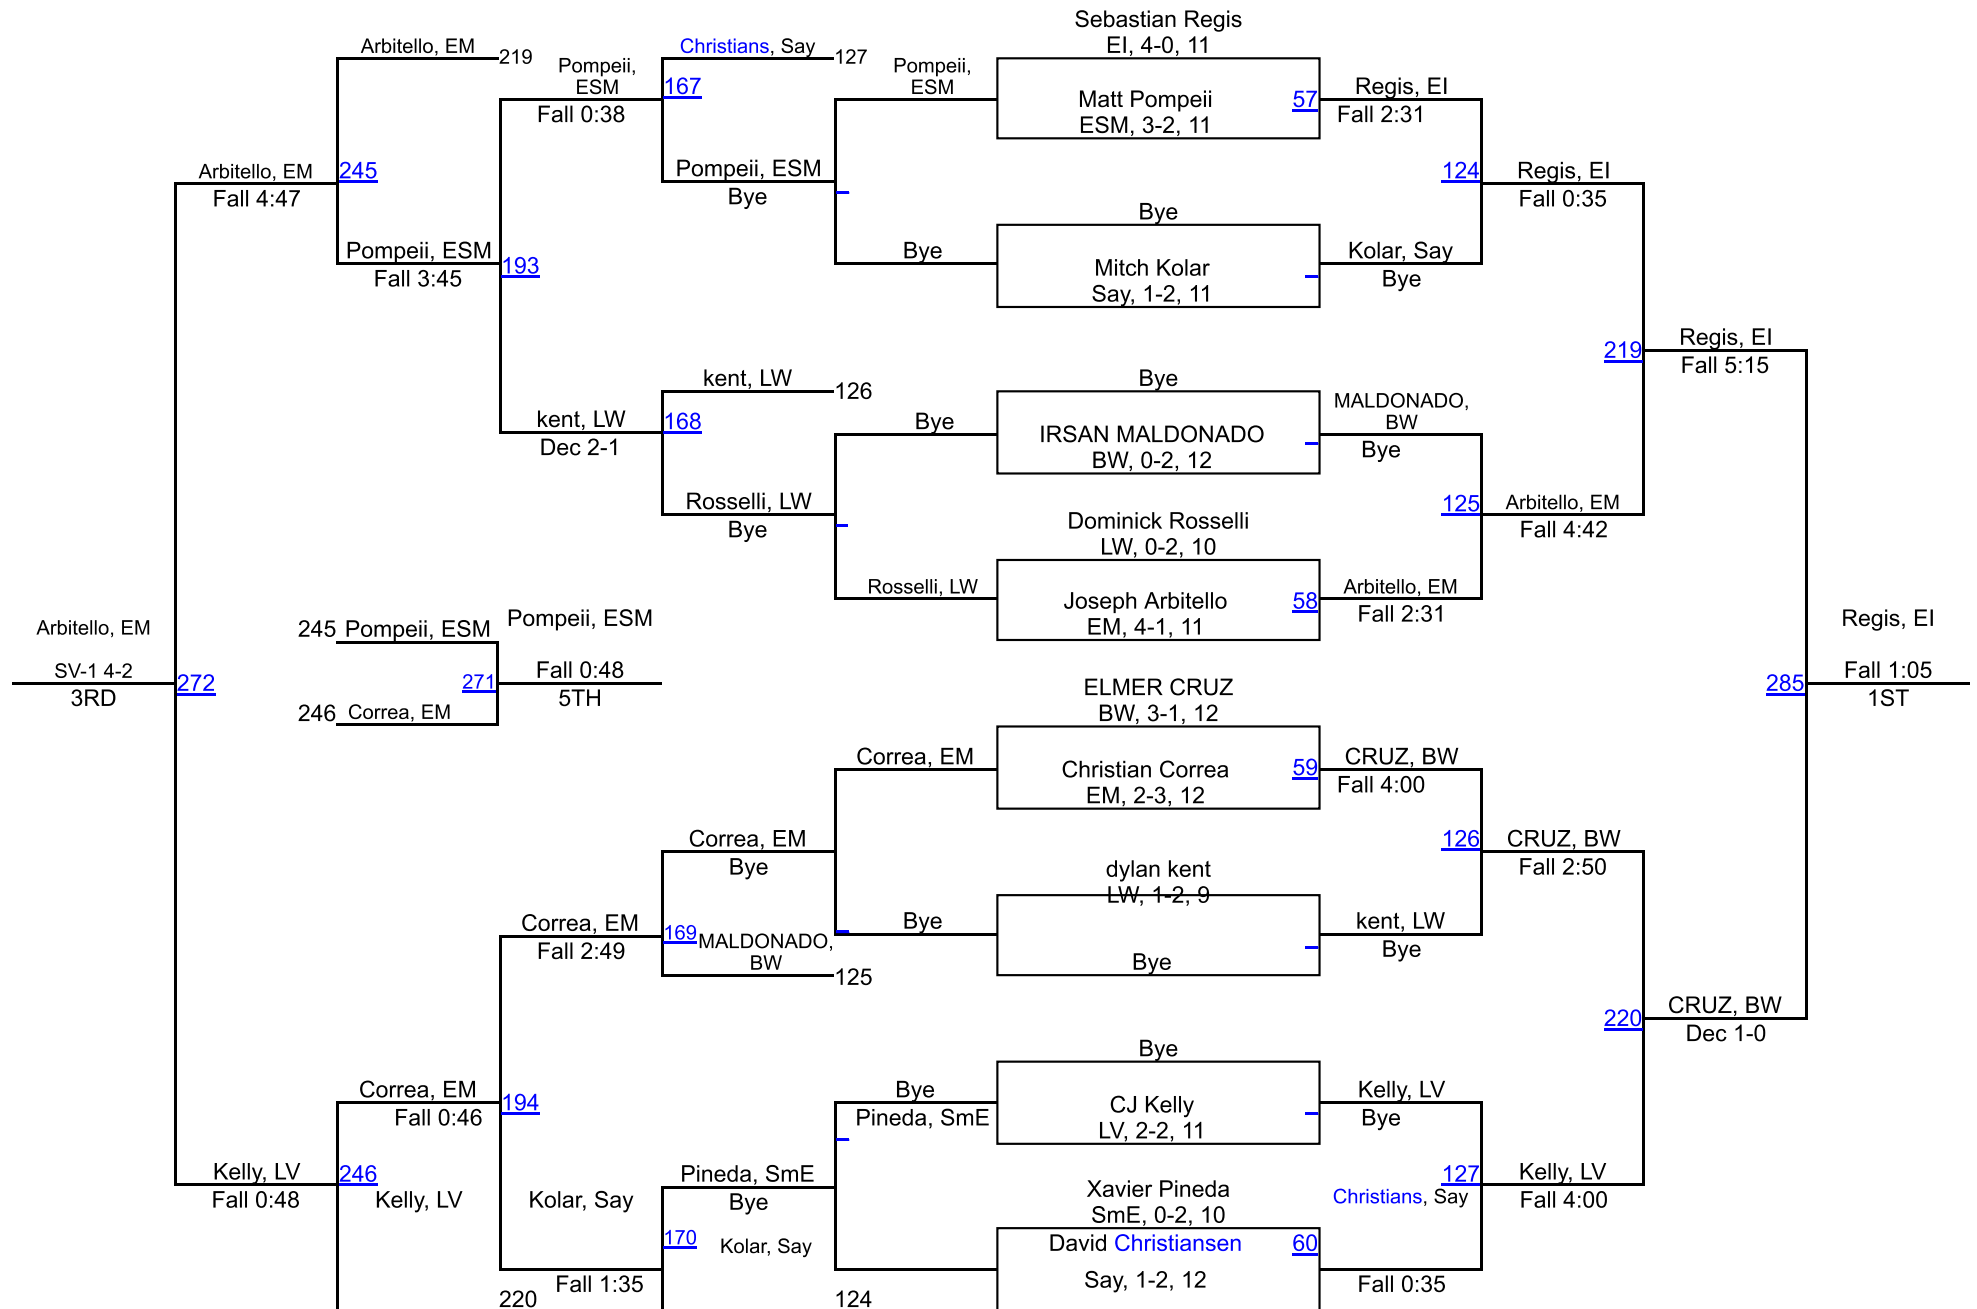 Sebastian Regis
Arbitello, EM
219
Christians, Say
127
EI, 4-0, 11
Pompeii,
ESM
167
Pompeii,
ESM
Matt Pompeii
57
Regis, EI
Fall 0:38
ESM, 3-2, 11
Fall 2:31
Arbitello, EM
245
Pompeii, ESM
124
Regis, EI
Fall 4:47
Bye
Fall 0:35
Bye
Pompeii, ESM
193
Bye
Kolar, Say
Fall 3:45
Mitch Kolar
Bye
Say, 1-2, 11
219
Regis, EI
Fall 5:15
kent, LW
126
Bye
MALDONADO,
BW
kent, LW
168
Bye
IRSAN MALDONADO
Bye
Dec 2-1
BW, 0-2, 12
Rosselli, LW
125
Arbitello, EM
Bye
Dominick Rosselli
Fall 4:42
LW, 0-2, 10
Rosselli, LW
Joseph Arbitello
58
Arbitello, EM
EM, 4-1, 11
Fall 2:31
Arbitello, EM
245
Pompeii, ESM
Pompeii, ESM
Regis, EI
SV-1 4-2
272
271
Fall 0:48
285
Fall 1:05
3RD
5TH
1ST
246
Correa, EM
ELMER CRUZ
BW, 3-1, 12
Correa, EM
Christian Correa
59
CRUZ, BW
EM, 2-3, 12
Fall 4:00
Correa, EM
126
CRUZ, BW
Bye
Fall 2:50
dylan kent
LW, 1-2, 9
Correa, EM
169
Bye
kent, LW
Fall 2:49
MALDONADO,
BW
125
Bye
Bye
220
CRUZ, BW
Dec 1-0
Bye
Correa, EM
194
Bye
CJ Kelly
Kelly, LV
Fall 0:46
Pineda, SmE
LV, 2-2, 11
Bye
Kelly, LV
246
Pineda, SmE
127
Kelly, LV
Fall 0:48
Kelly, LV
Kolar, Say
Bye
Xavier Pineda
Christians, Say
Fall 4:00
SmE, 0-2, 10
170
Kolar, Say
David Christiansen
60
Fall 1:35
Say, 1-2, 12
Fall 0:35
220
124